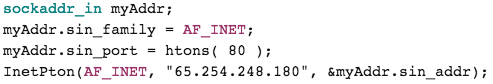 sockaddr_in myAddr;
myAddr.sin_family = AF_INET;
myAddr.sin_port = htons( 80 );
InetPton(AF_INET, "65.254.248.180", &myAddr.sin_addr);